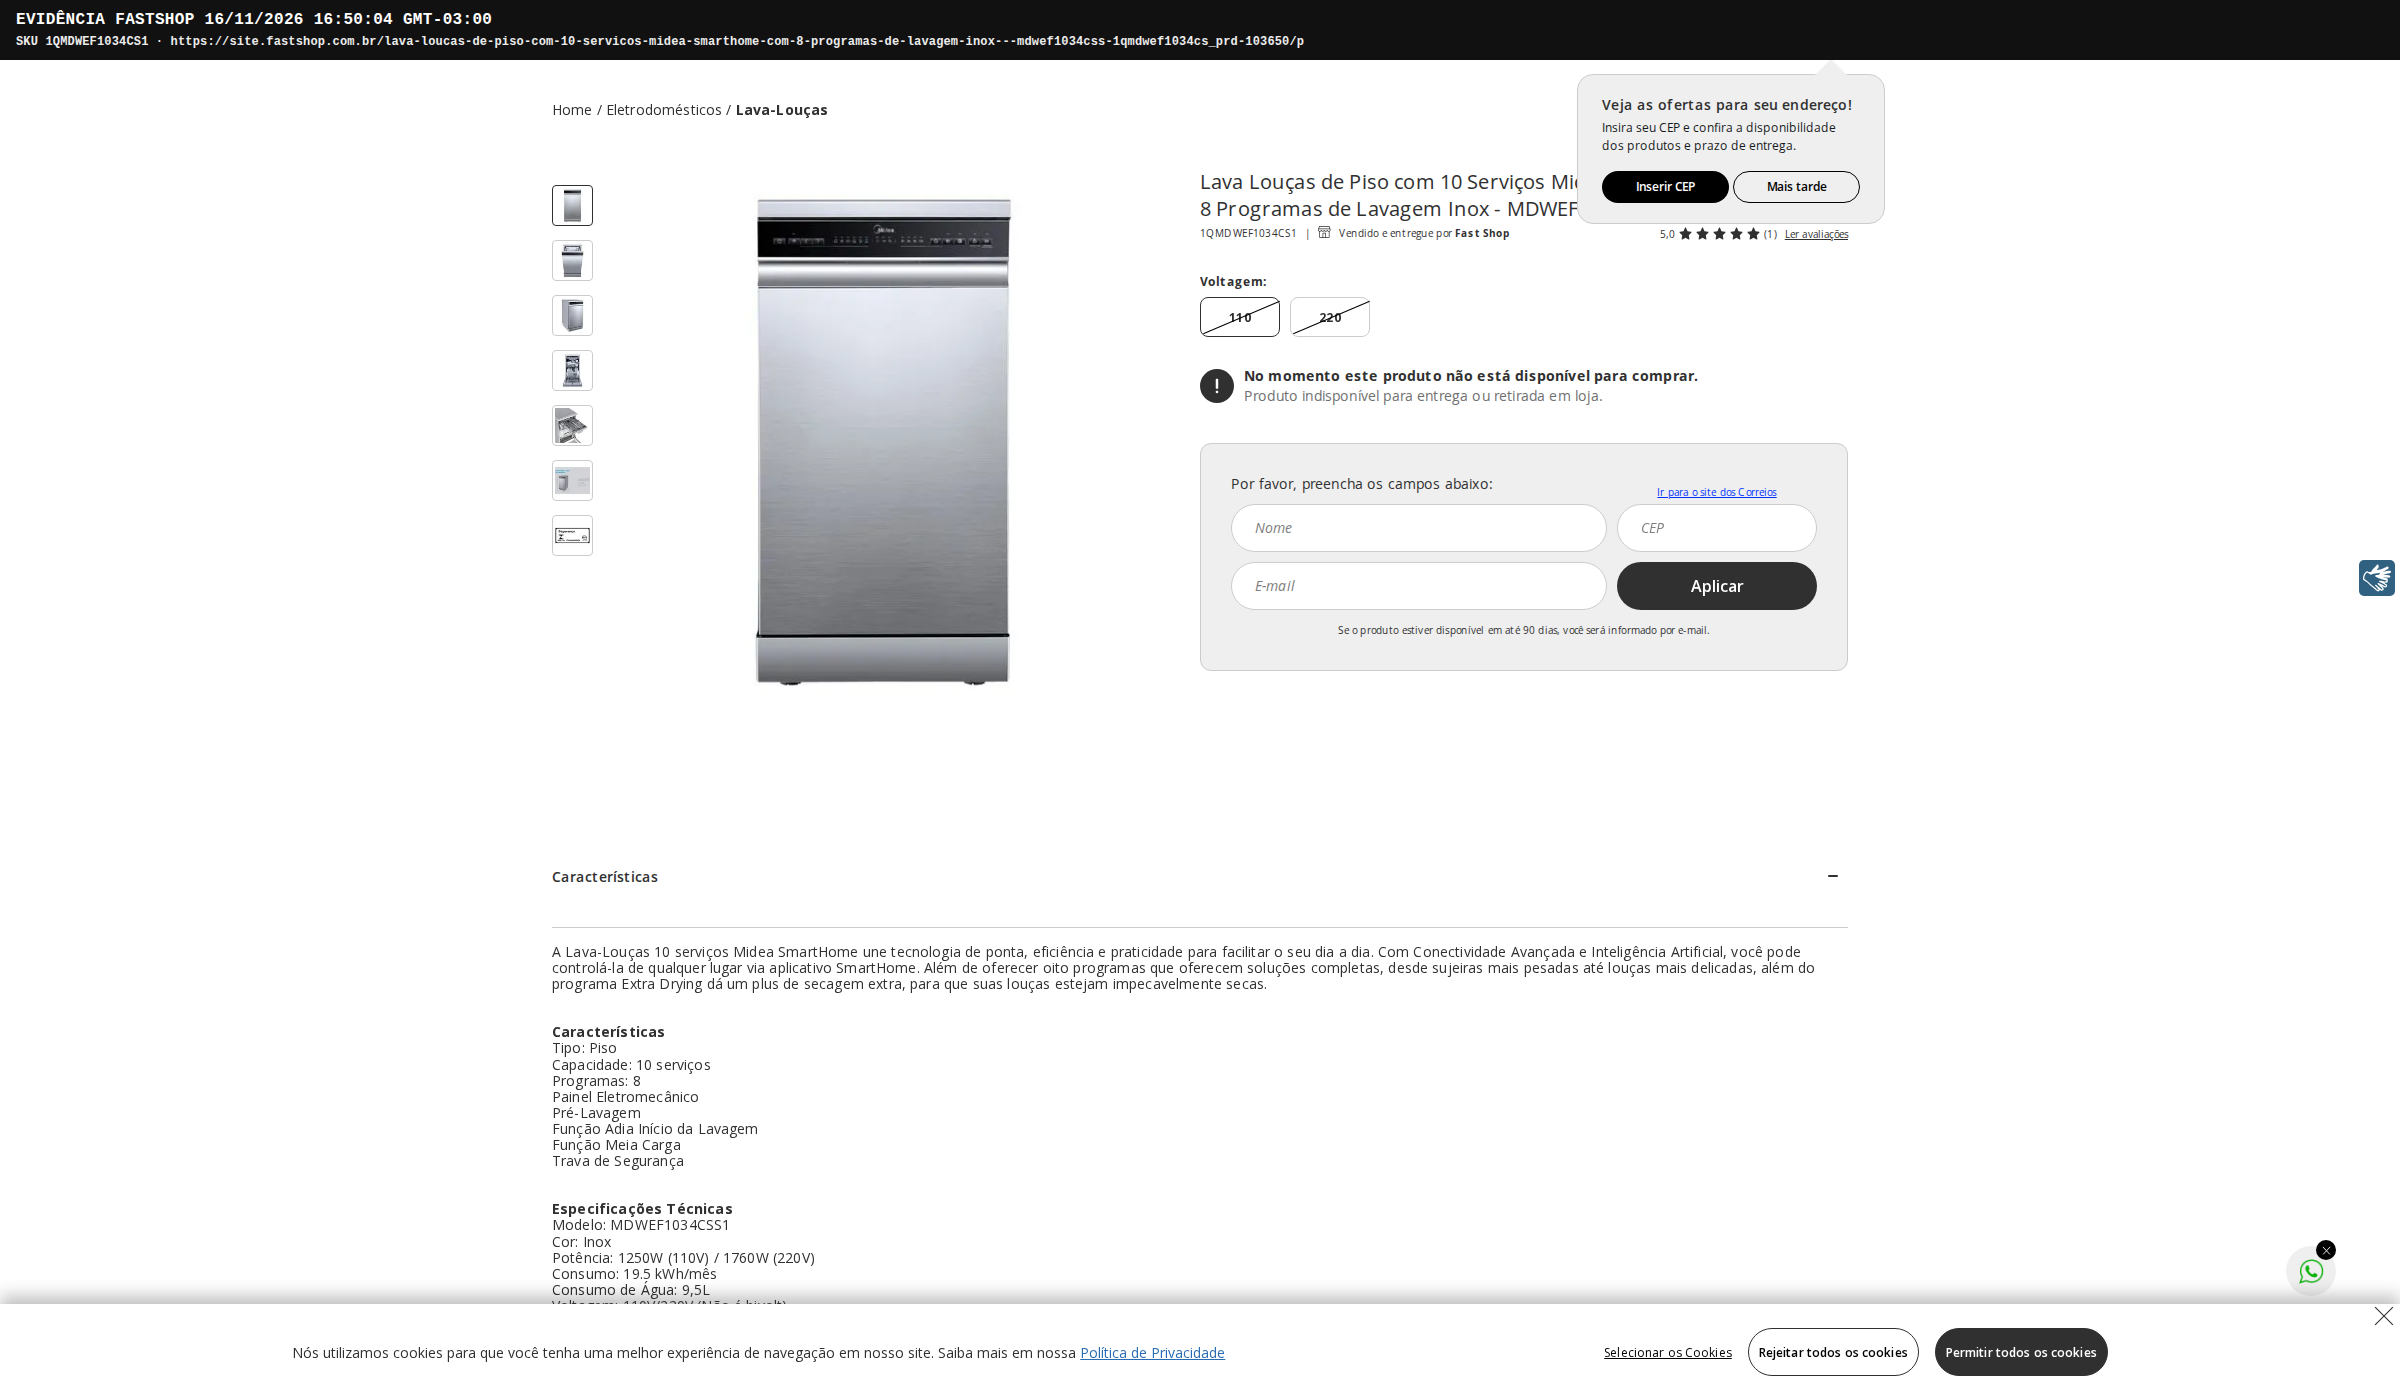 EVIDÊNCIA FASTSHOP 16/11/2026 16:50:04 GMT-03:00
SKU 1QMDWEF1034CS1 · https://site.fastshop.com.br/lava-loucas-de-piso-com-10-servicos-midea-smarthome-com-8-programas-de-lavagem-inox---mdwef1034css-1qmdwef1034cs_prd-103650/p
Home / Eletrodomésticos / Lava-Louças
Veja as ofertas para seu endereço!
Insira seu CEP e confira a disponibilidade
dos produtos e prazo de entrega.
Inserir CEP
Mais tarde
Lava Louças de Piso com 10 Serviços
8 Programas de Lavagem Inox - MDWEF
1QMDWEF1034CS1 | Vendido e entregue por Fast Shop
5,0 (1) Ler avaliações
Midea
Voltagem:
110
220
No momento este produto não está disponível para comprar.
Produto indisponível para entrega ou retirada em loja.
Por favor, preencha os campos abaixo:
Ir para o site dos Correios
Nome
CEP
E-mail
Aplicar
Se o produto estiver disponível em até 90 dias, você será informado por e-mail.
Características
A Lava-Louças 10 serviços Midea SmartHome une tecnologia de ponta, eficiência e praticidade para facilitar o seu dia a dia. Com Conectividade Avançada e Inteligência Artificial, você pode
controlá-la de qualquer lugar via aplicativo SmartHome. Além de oferecer oito programas que oferecem soluções completas, desde sujeiras mais pesadas até louças mais delicadas, além do
programa Extra Drying dá um plus de secagem extra, para que suas louças estejam impecavelmente secas.
Características
Tipo: Piso
Capacidade: 10 serviços
Programas: 8
Painel Eletromecânico
Pré-Lavagem
Função Adia Início da Lavagem
Função Meia Carga
Trava de Segurança
Especificações Técnicas
Modelo: MDWEF1034CSS1
Cor: Inox
Potência: 1250W (110V) / 1760W (220V)
Consumo: 19.5 kWh/mês
Consumo de Água: 9,5L
Voltagem: 110V/220V (Não é bivolt)
Nós utilizamos cookies para que você tenha uma melhor experiência de navegação em nosso site. Saiba mais em nossa Política de Privacidade
Selecionar os Cookies
Rejeitar todos os cookies
Permitir todos os cookies